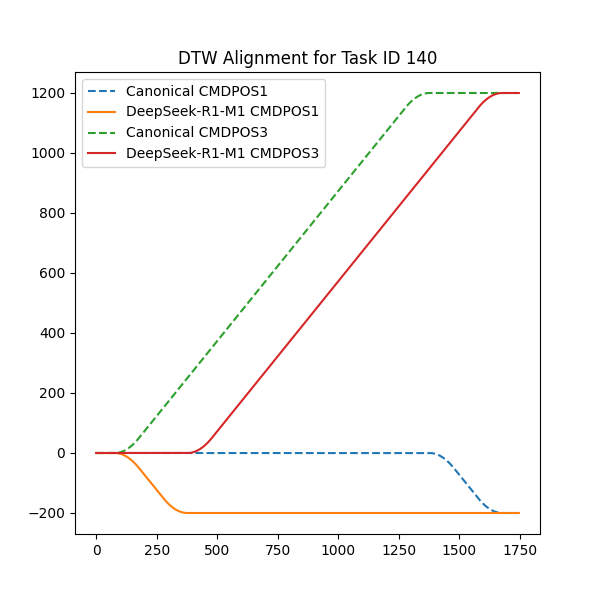 DTW Alignment for Task ID 140
Canonical CMDPOS1
DeepSeek-R1-M1 CMDPOS1
Canonical CMDPOS3
DeepSeek-R1-M1 CMDPOS3
1200
1000
800
600
400
200
0
−200
0 250 500 750 1000 1250 1500 1750